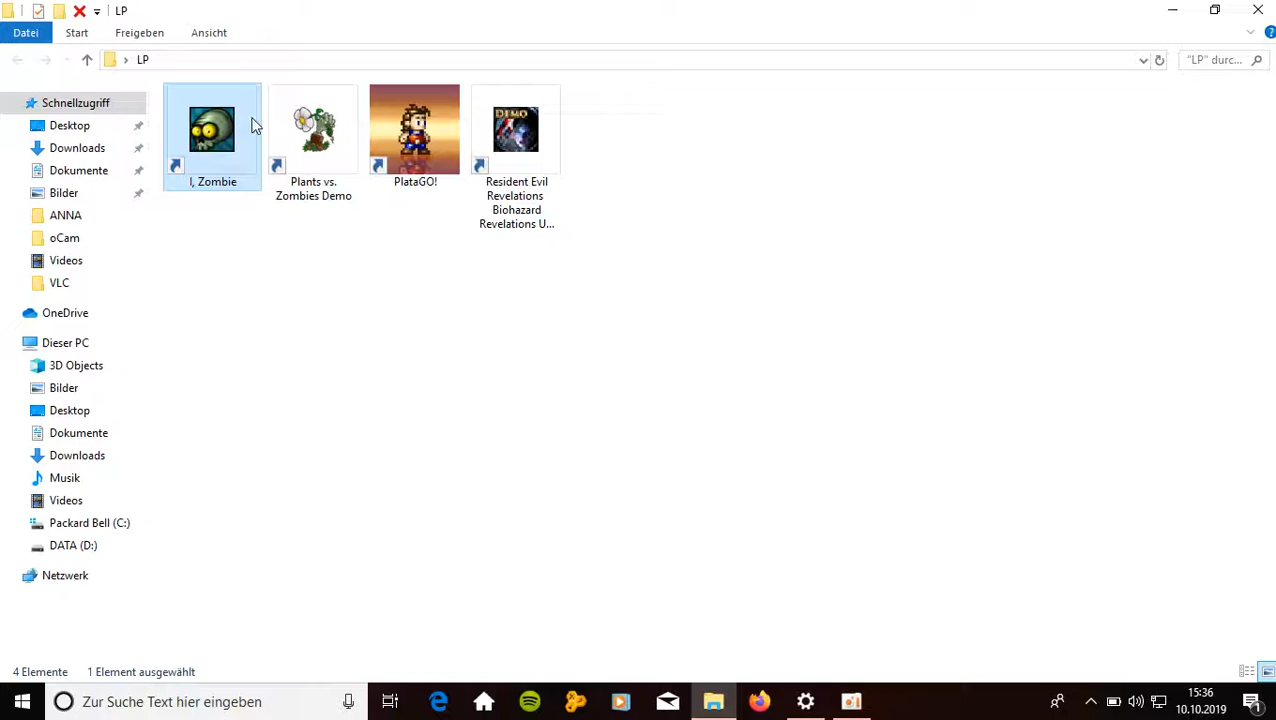 LP
Datei Start Freigeben Ansicht
LP "LP" durc...
Schnellzugriff
Desktop
Downloads
Dokumente
Bilder
ANNA
oCam
Videos
VLC
OneDrive
Dieser PC
3D Objects
Bilder
Desktop
Dokumente
Downloads
Musik
Videos
Packard Bell (C:)
DATA (D:)
Netzwerk
I, Zombie
Plants vs.
Zombies Demo
PlataGO!
DEMO
Resident Evil
Revelations
Biohazard
Revelations U...
4 Elemente 1 Element ausgewählt
Zur Suche Text hier eingeben
15:36
10.10.2019
1